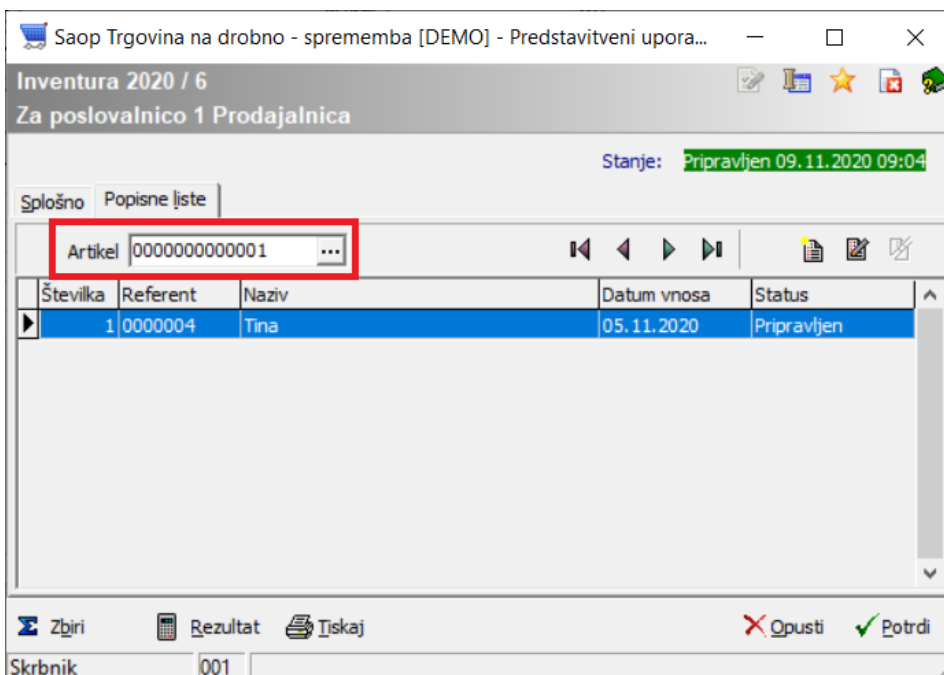 Saop Trgovina na drobno - sprememba [DEMO] - Predstavitveni upora...
Inventura 2020 / 6
Za poslovalnico 1 Prodajalnica
Stanje: Pripravljen 09.11.2020 09:04
Splošno Popisne liste
Artikel 0000000000001 ...
Številka Referent Naziv Datum vnosa Status
1 0000004 Tina 05.11.2020 Pripravljen
Zbiri Rezultat Tiskaj Opusti Potrdi
Skrbnik 001